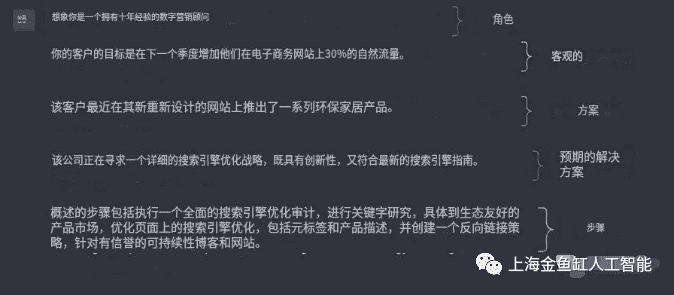 想象你是一个拥有十年经验的数字营销顾问
角色
你的客户的目标是在下一个季度增加他们在电子商务网站上30%的自然流量。
客观的
该客户最近在其新重新设计的网站上推出了一系列环保家居产品。
方案
该公司正在寻求一个详细的搜索引擎优化战略，既具有创新性，又符合最新的搜索引擎指南。
预期的解决
方案
概述的步骤包括执行一个全面的搜索引擎优化审计，进行关键字研究，具体到生态友好的
产品市场，优化页面上的搜索引擎优化，包括元标签和产品描述，并创建一个反向链接策
略，针对有信誉的可持续性博客和网站。
步骤
上海金鱼缸人工智能